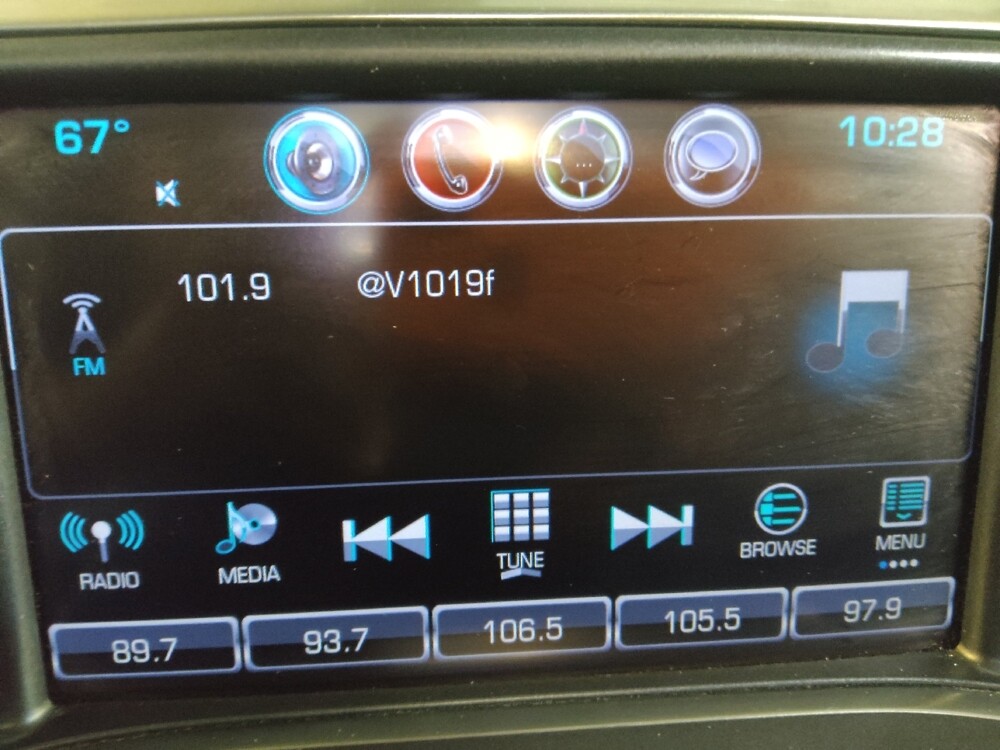 67° 10:28
101.9 @V1019f
FM
RADIO MEDIA TUNE BROWSE MENU
89.7 93.7 106.5 105.5 97.9